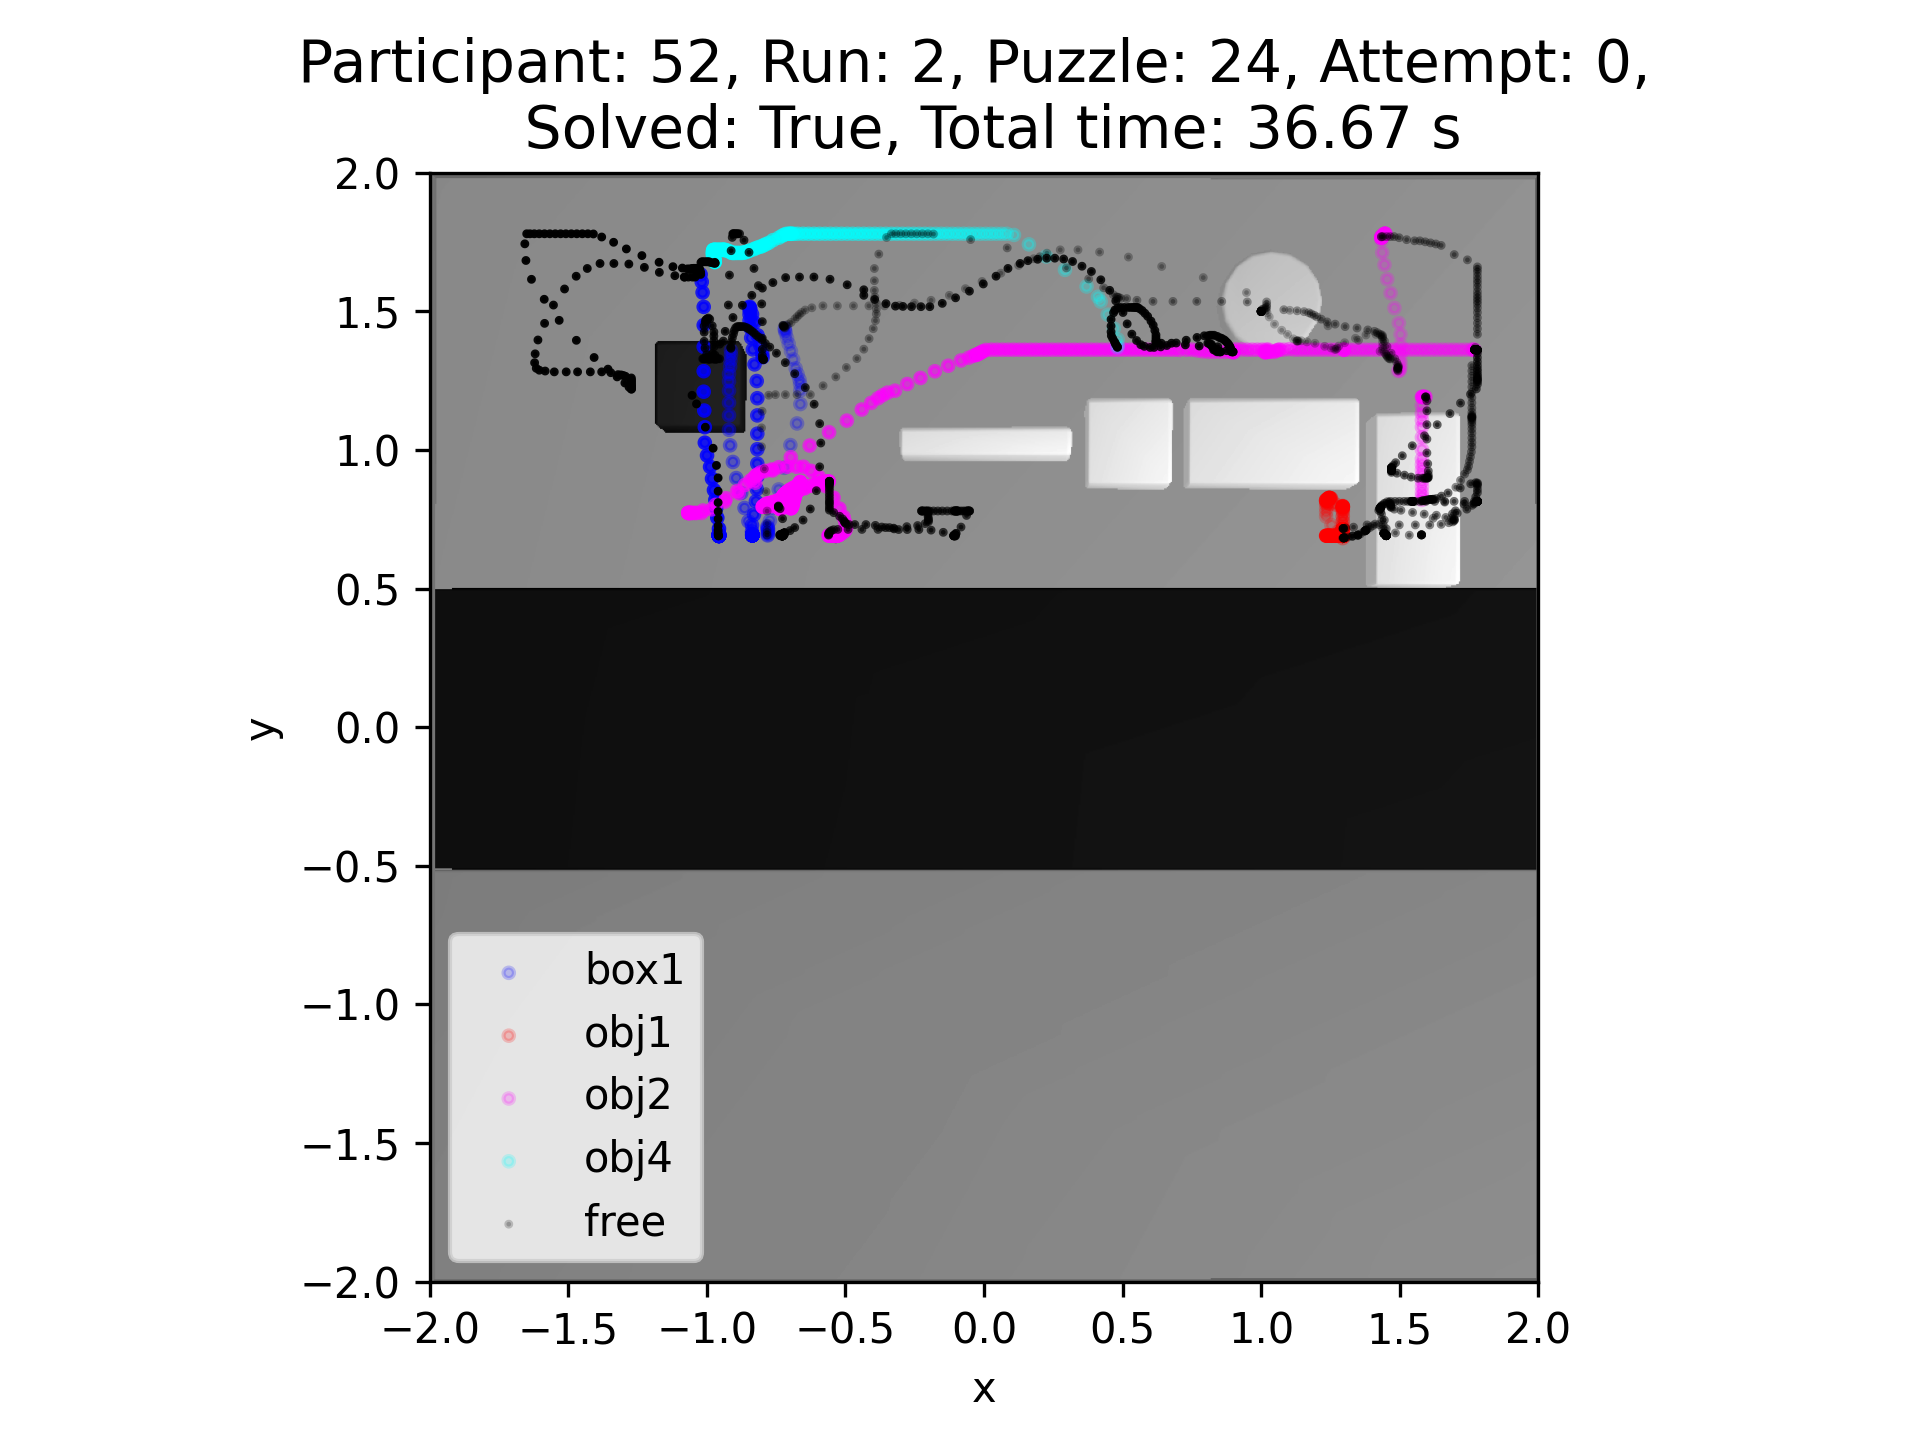 Participant: 52, Run: 2, Puzzle: 24, Attempt: 0,
Solved: True, Total time: 36.67 s
2.0
1.5
1.0
0.5
0.0
−0.5
−1.0
−1.5
−2.0
y
box1
obj1
obj2
obj4
free
−2.0 −1.5 −1.0 −0.5 0.0 0.5 1.0 1.5 2.0
x